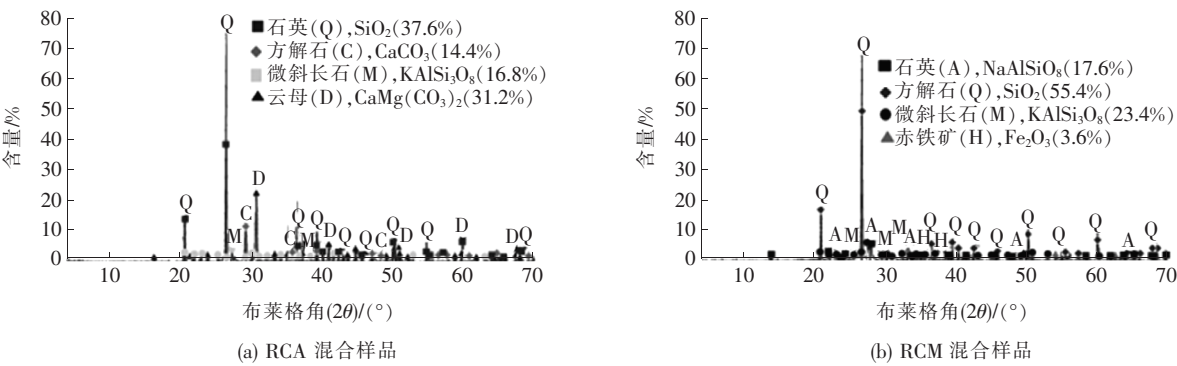 80
70
60
50
40
30
20
10
0
含量/%
Q
石英(Q),SiO₂(37.6%)
方解石(C),CaCO₃(14.4%)
微斜长石(M),KAlSi₃O₈(16.8%)
云母(D),CaMg(CO₃)₂(31.2%)
Q M C D C Q M Q D Q Q C Q D Q D D Q
10 20 30 40 50 60 70
布莱格角(2θ)/(°)
(a) RCA 混合样品
80
70
60
50
40
30
20
10
0
含量/%
Q
石英(A),NaAlSiO₈(17.6%)
方解石(Q),SiO₂(55.4%)
微斜长石(M),KAlSi₃O₈(23.4%)
赤铁矿(H),Fe₂O₃(3.6%)
Q A M A M M A H Q H Q Q Q A Q Q Q A Q
10 20 30 40 50 60 70
布莱格角(2θ)/(°)
(b) RCM 混合样品